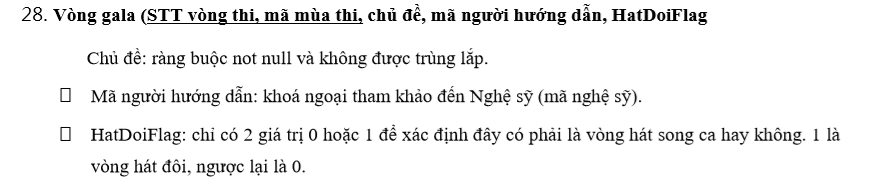 28. Vòng gala (STT vòng thi, mã mùa thi, chủ đề, mã người hướng dẫn, HatDoiFlag
Chủ đề: ràng buộc not null và không được trùng lắp.
Mã người hướng dẫn: khoá ngoại tham khảo đến Nghệ sỹ (mã nghệ sỹ).
HatDoiFlag: chỉ có 2 giá trị 0 hoặc 1 để xác định đây có phải là vòng hát song ca hay không. 1 là
vòng hát đôi, ngược lại là 0.